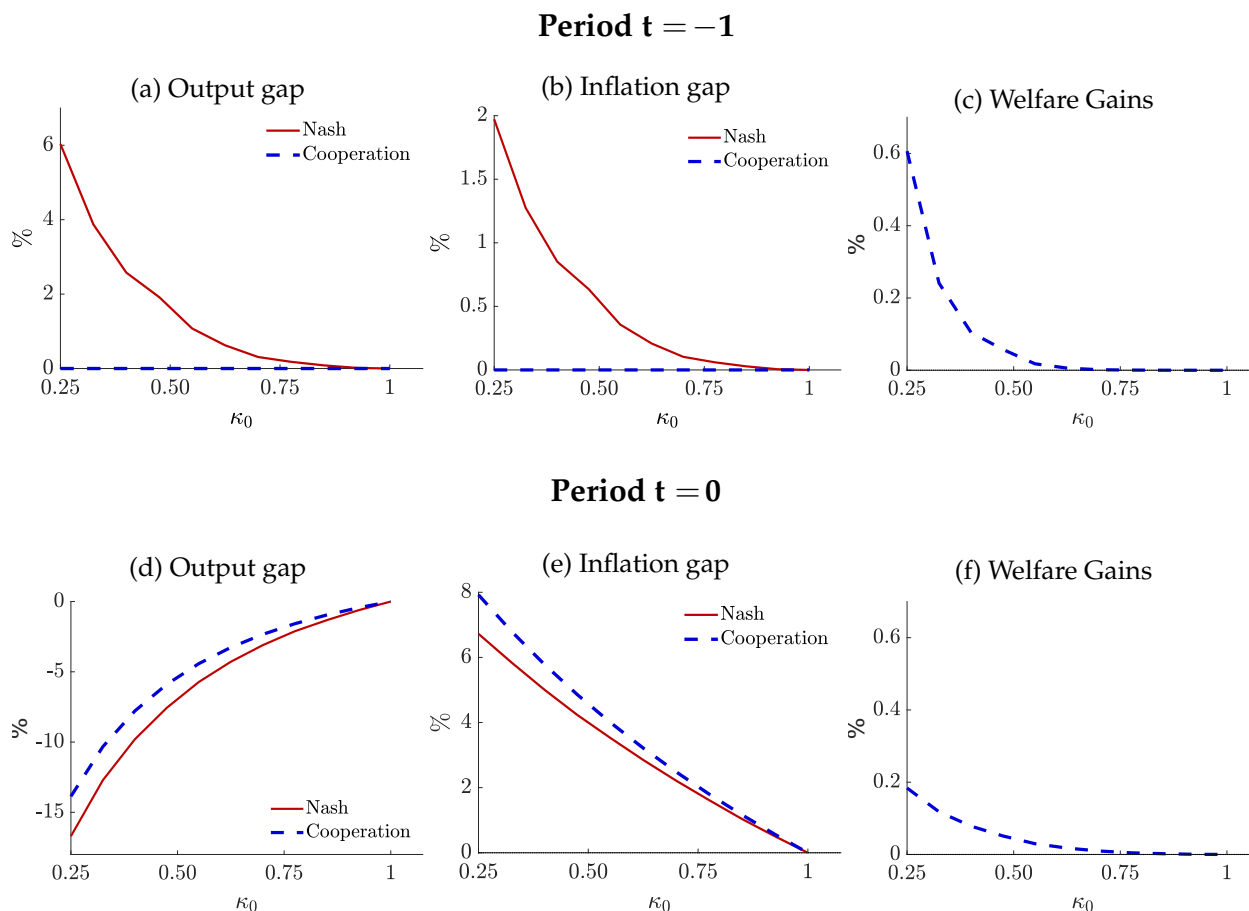 Period t = −1
(a) Output gap
(b) Inflation gap
(c) Welfare Gains
6
4
2
0
%
Nash
Cooperation
0.25 0.50 0.75 1
κ0
2
1.5
1
0.5
0
%
Nash
Cooperation
0.25 0.50 0.75 1
κ0
0.6
0.4
0.2
0
%
0.25 0.50 0.75 1
κ0
Period t = 0
(d) Output gap
(e) Inflation gap
(f) Welfare Gains
0
-5
-10
-15
%
Nash
Cooperation
0.25 0.50 0.75 1
κ0
8
6
4
2
0
%
Nash
Cooperation
0.25 0.50 0.75 1
κ0
0.6
0.4
0.2
0
%
0.25 0.50 0.75 1
κ0